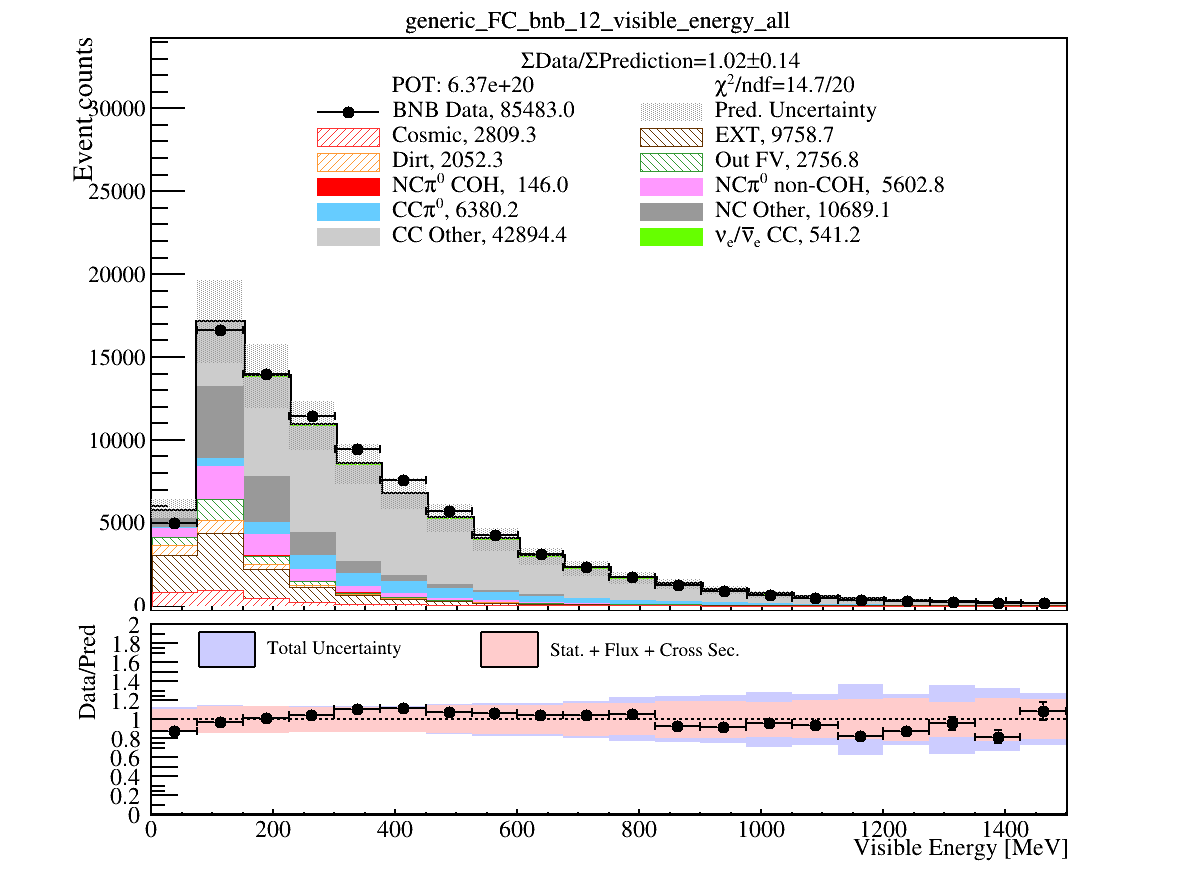 generic_FC_bnb_12_visible_energy_all
ΣData/ΣPrediction=1.02±0.14
POT: 6.37e+20
χ²/ndf=14.7/20
BNB Data, 85483.0
Pred. Uncertainty
Cosmic, 2809.3
EXT, 9758.7
Dirt, 2052.3
Out FV, 2756.8
NCπ⁰ COH, 146.0
NCπ⁰ non-COH, 5602.8
CCπ⁰, 6380.2
NC Other, 10689.1
CC Other, 42894.4
νₑ/ν̅ₑ CC, 541.2
Event counts
30000
25000
20000
15000
10000
5000
0
Total Uncertainty
Stat. + Flux + Cross Sec.
Data/Pred
2
1.8
1.6
1.4
1.2
1
0.8
0.6
0.4
0.2
0
0 200 400 600 800 1000 1200 1400
Visible Energy [MeV]